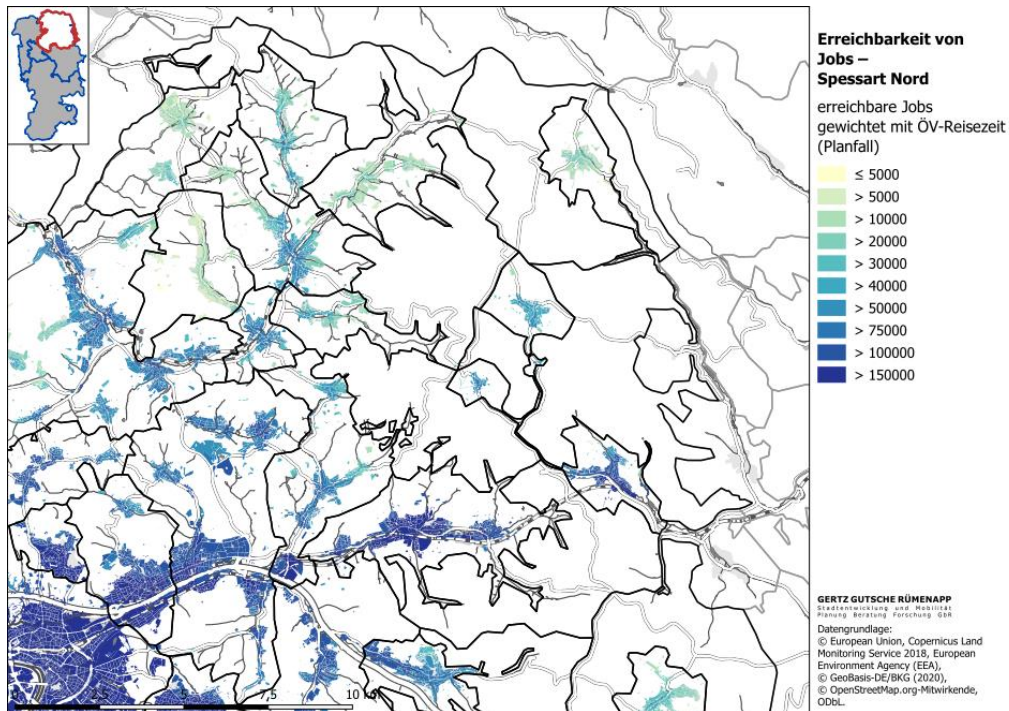 Erreichbarkeit von
Jobs –
Spessart Nord
erreichbare Jobs
gewichtet mit ÖV-Reisezeit
(Planfall)
≤ 5000
> 5000
> 10000
> 20000
> 30000
> 40000
> 50000
> 75000
> 100000
> 150000
GERTZ GUTSCHE RÜMENAPP
Stadtentwicklung und Mobilität
Planung Beratung Forschung GbR
Datengrundlage:
© European Union, Copernicus Land
Monitoring Service 2018, European
Environment Agency (EEA),
© GeoBasis-DE/BKG (2020),
© OpenStreetMap.org-Mitwirkende,
ODbL.
0 2,5 5 7,5 10